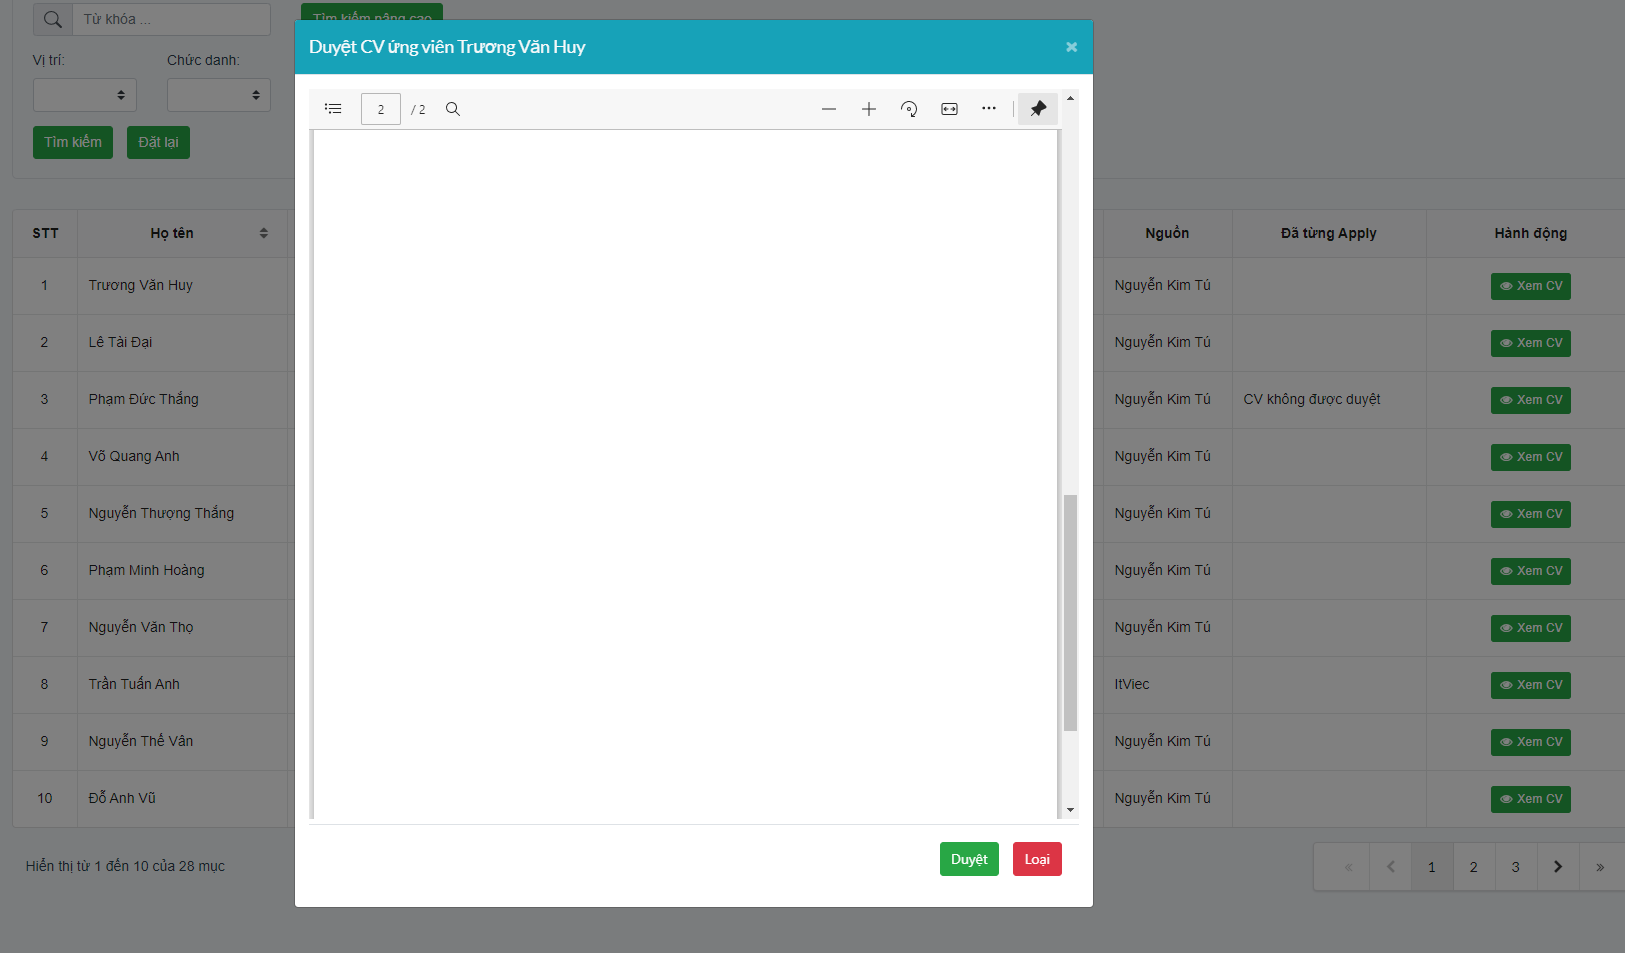 Từ khóa ...
Tìm kiếm nâng cao
Vị trí:
Chức danh:
Tìm kiếm
Đặt lại
Duyệt CV ứng viên Trương Văn Huy
×
2 / 2
STT Họ tên Nguồn Đã từng Apply Hành động
1 Trương Văn Huy Nguyễn Kim Tú Xem CV
2 Lê Tài Đại Nguyễn Kim Tú Xem CV
3 Phạm Đức Thắng Nguyễn Kim Tú CV không được duyệt Xem CV
4 Võ Quang Anh Nguyễn Kim Tú Xem CV
5 Nguyễn Thượng Thắng Nguyễn Kim Tú Xem CV
6 Phạm Minh Hoàng Nguyễn Kim Tú Xem CV
7 Nguyễn Văn Thọ Nguyễn Kim Tú Xem CV
8 Trần Tuấn Anh ItViec Xem CV
9 Nguyễn Thế Vân Nguyễn Kim Tú Xem CV
10 Đỗ Anh Vũ Nguyễn Kim Tú Xem CV
Duyệt Loại
Hiển thị từ 1 đến 10 của 28 mục
« 1 2 3 »